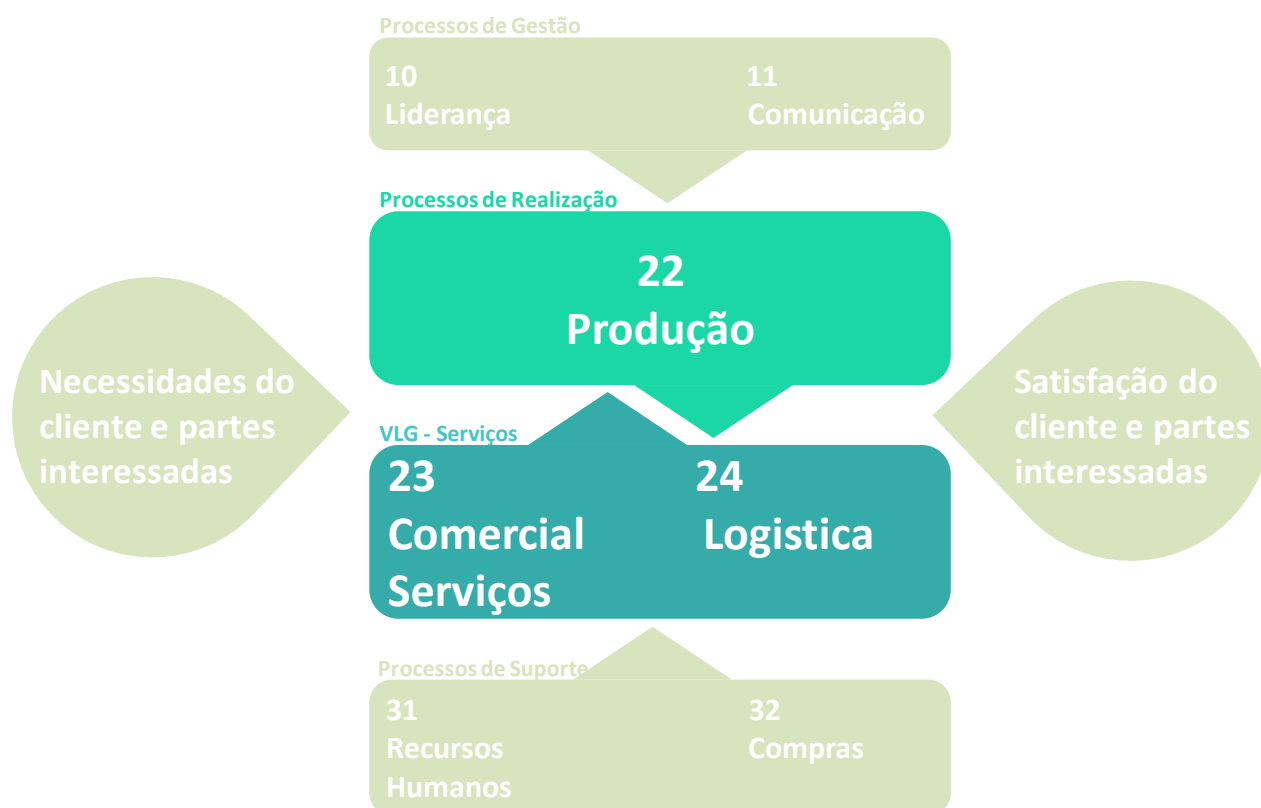 Processos de Gestão
10
Liderança
11
Comunicação
Processos de Realização
22
Produção
Necessidades do
cliente e partes
interessadas
Satisfação do
cliente e partes
interessadas
VLG - Serviços
23
Comercial
Serviços
24
Logistica
Processos de Suporte
31
Recursos
Humanos
32
Compras